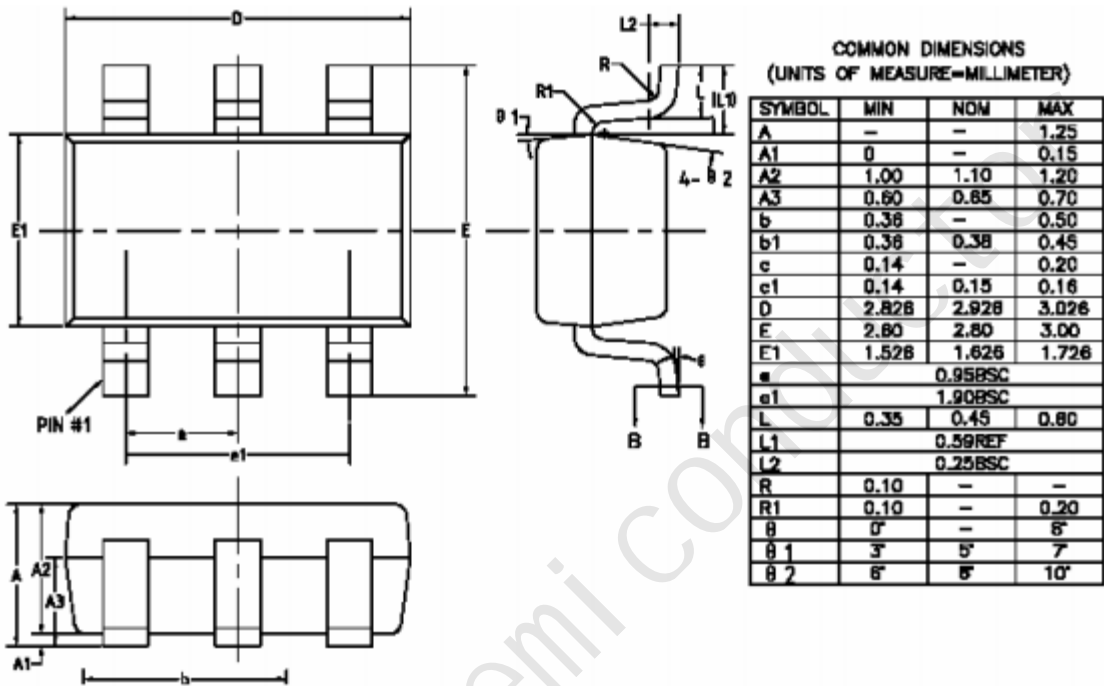 D
E1
E
PIN #1
e
e1
L2
R
R1
L
(L1)
θ 1
4- θ 2
θ
B B
A
A2
A3
A1
b
COMMON DIMENSIONS
(UNITS OF MEASURE=MILLIMETER)
SYMBOL MIN NOM MAX
A - - 1.25
A1 0 - 0.15
A2 1.00 1.10 1.20
A3 0.60 0.65 0.70
b 0.36 - 0.50
b1 0.36 0.38 0.45
c 0.14 - 0.20
c1 0.14 0.15 0.16
D 2.826 2.926 3.026
E 2.60 2.80 3.00
E1 1.526 1.626 1.726
e 0.95BSC
e1 1.90BSC
L 0.35 0.45 0.60
L1 0.59REF
L2 0.25BSC
R 0.10 - -
R1 0.10 - 0.20
θ 0° - 8°
θ 1 3° 5° 7°
θ 2 6° 8° 10°
emi conductor